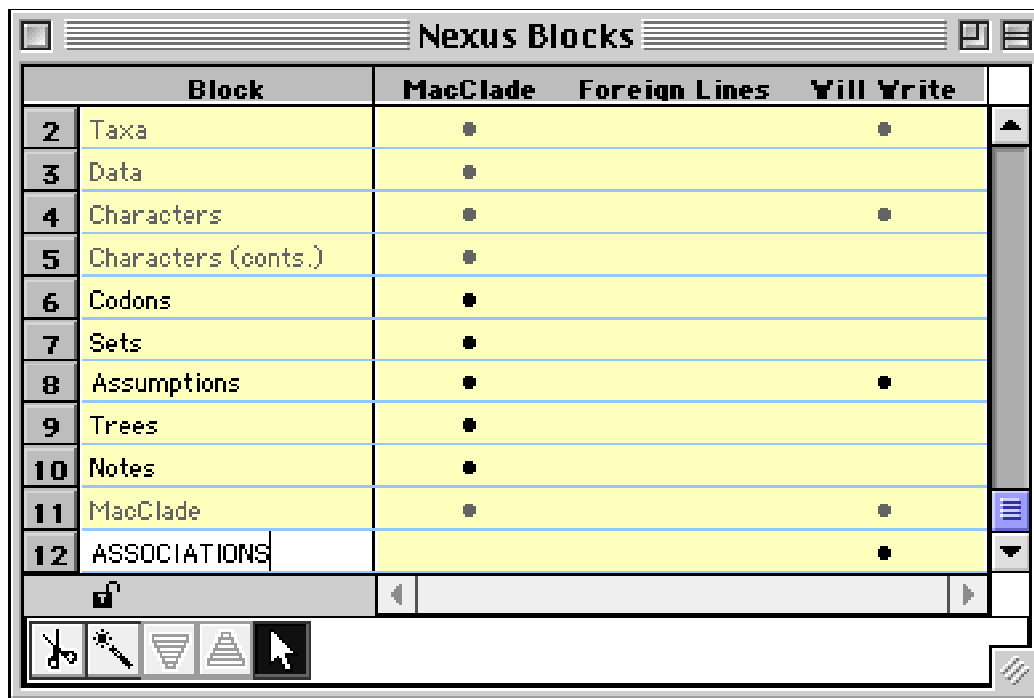 Nexus Blocks
Block MacClade Foreign Lines Will Write
2 Taxa
3 Data
4 Characters
5 Characters (conts.)
6 Codons
7 Sets
8 Assumptions
9 Trees
10 Notes
11 MacClade
12 ASSOCIATIONS